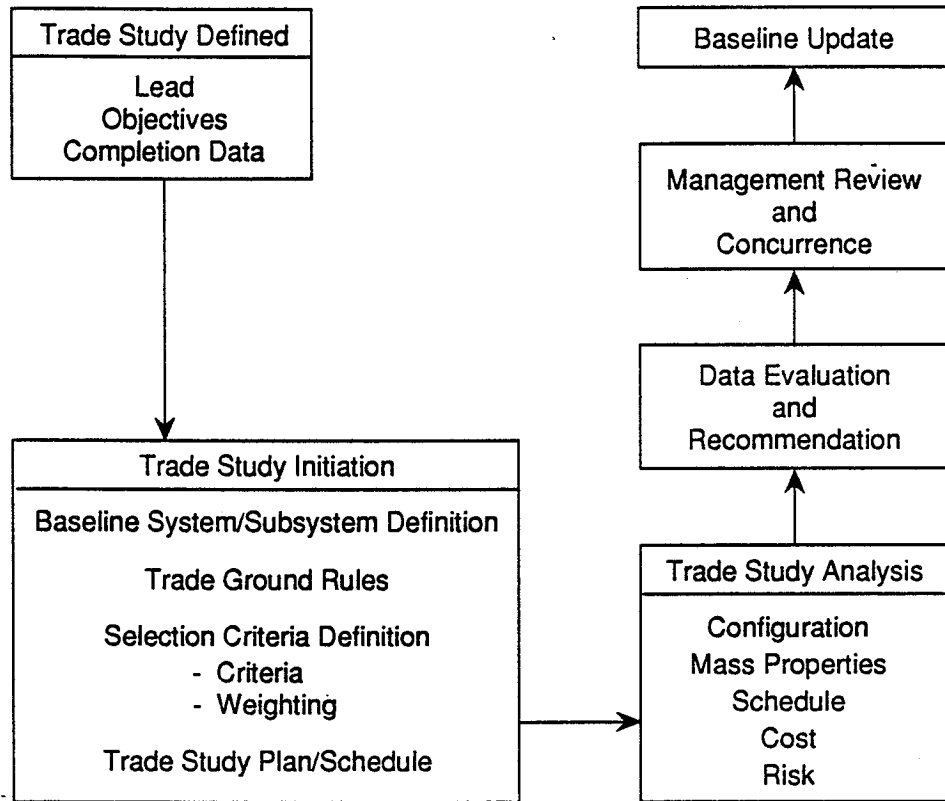 Trade Study Defined
Lead
Objectives
Completion Data
Trade Study Initiation
Baseline System/Subsystem Definition
Trade Ground Rules
Selection Criteria Definition
- Criteria
- Weighting
Trade Study Plan/Schedule
Trade Study Analysis
Configuration
Mass Properties
Schedule
Cost
Risk
Data Evaluation
and
Recommendation
Management Review
and
Concurrence
Baseline Update